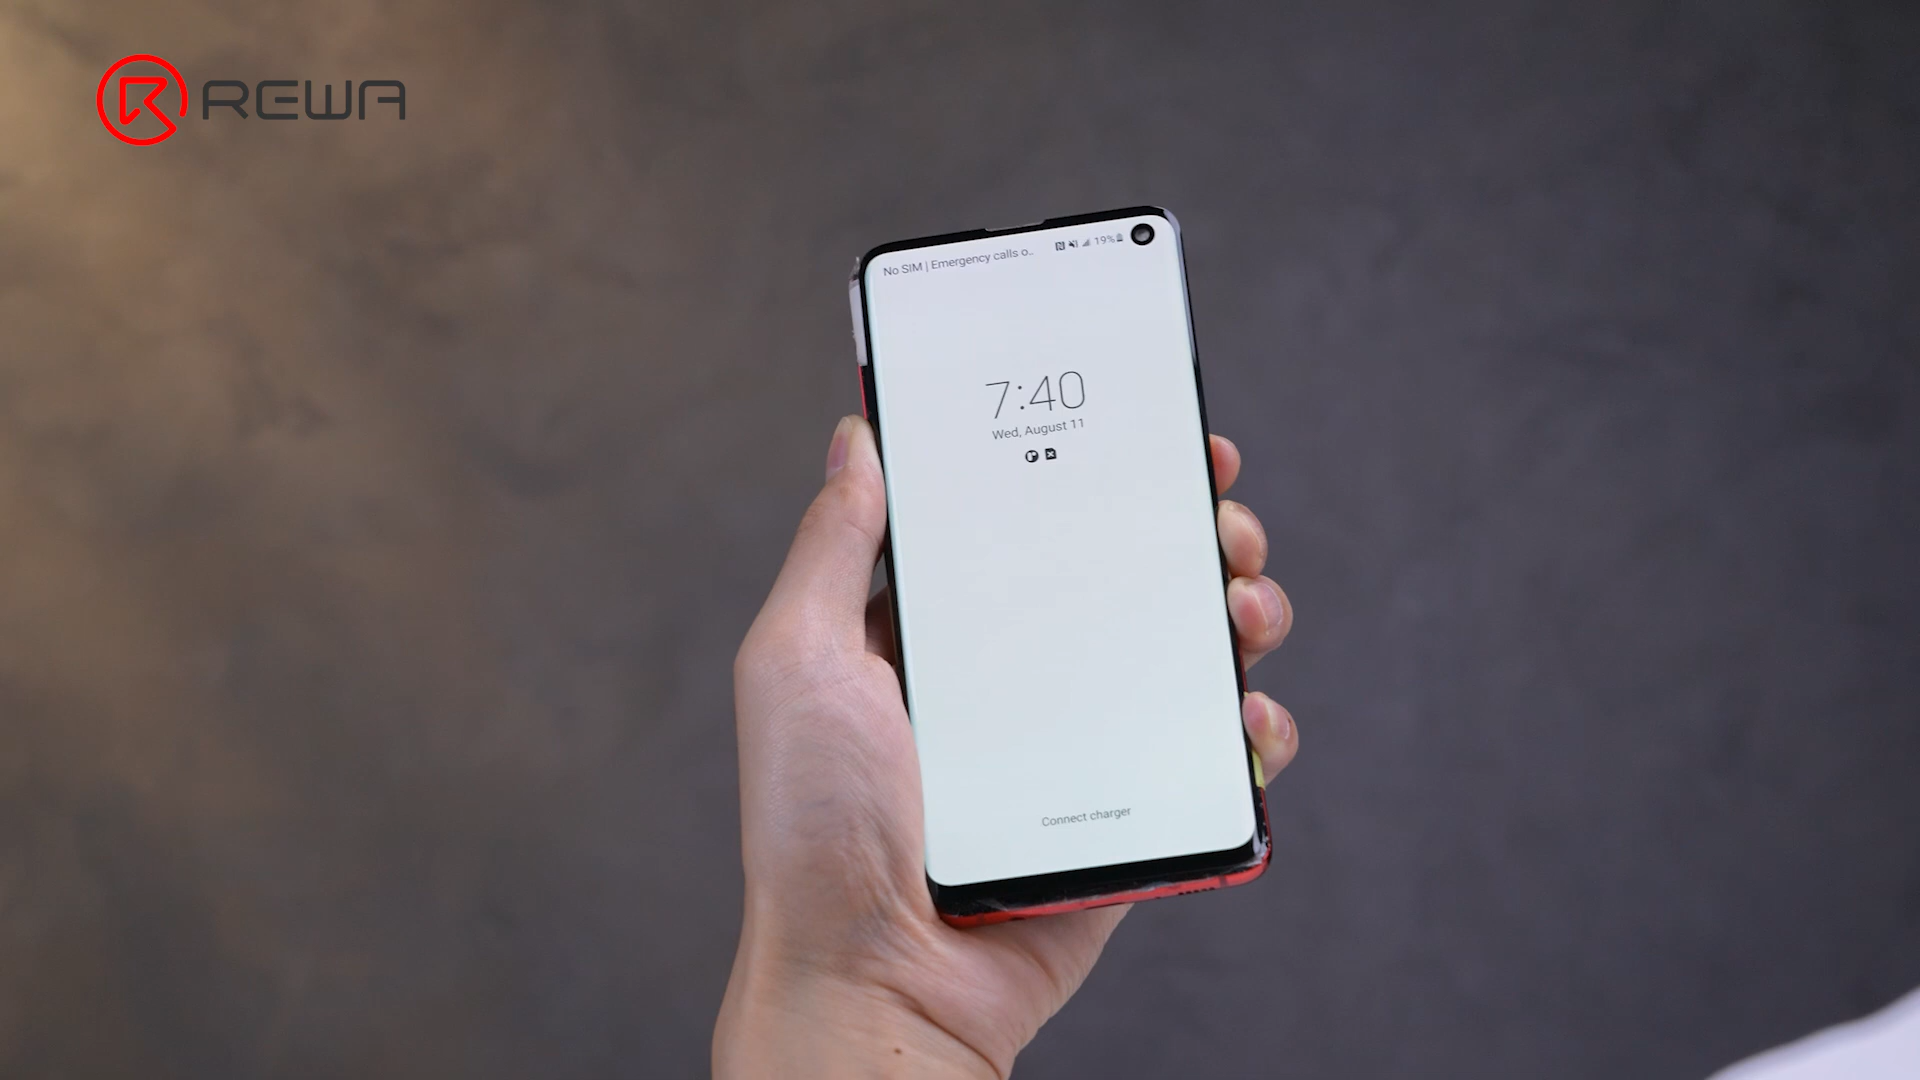 REWA
No SIM | Emergency calls o..
19%
7:40
Wed, August 11
Connect charger